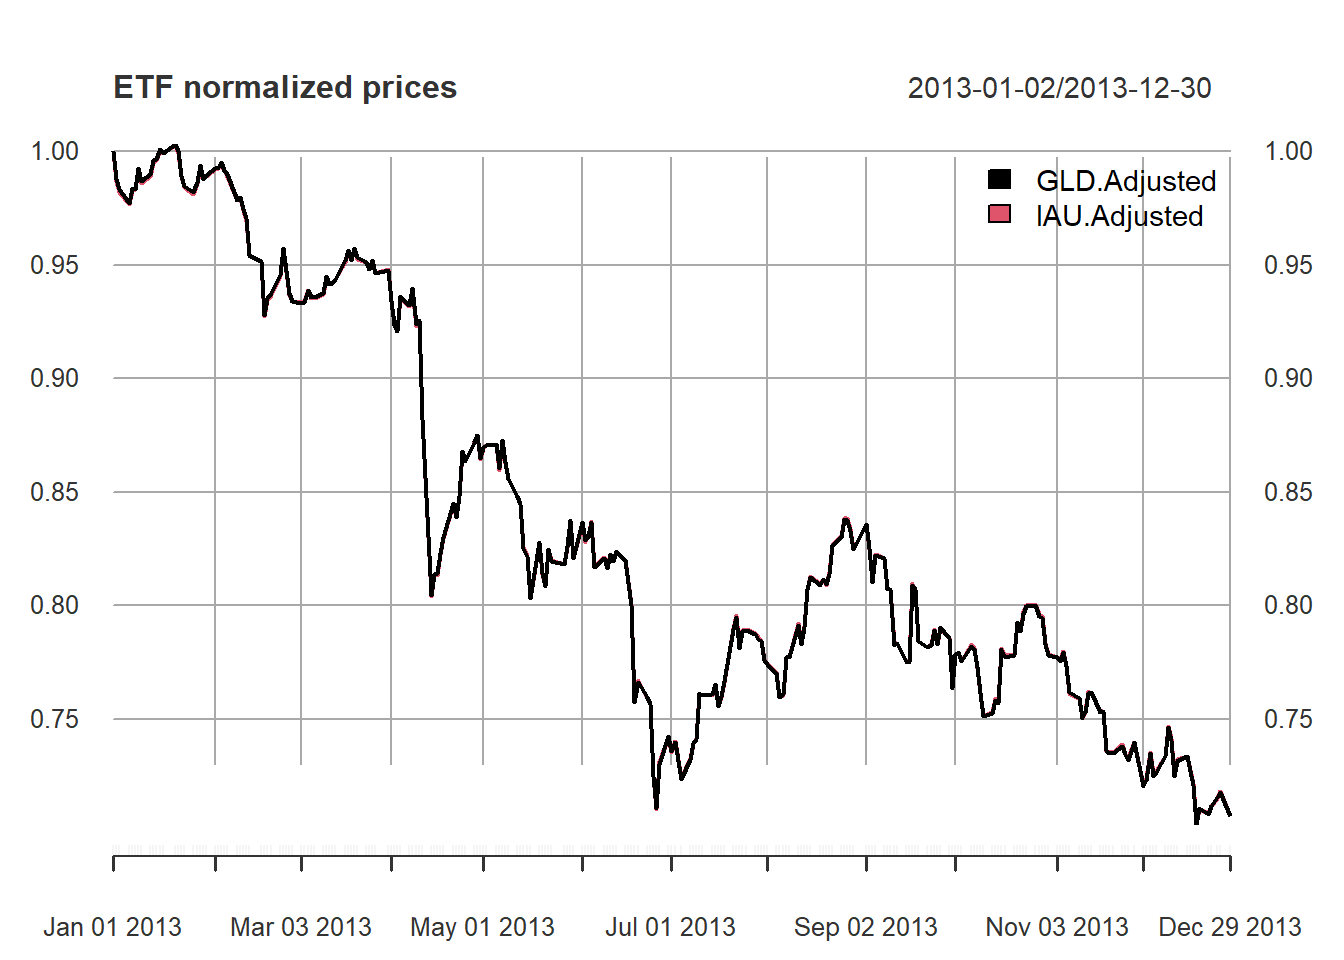 ETF normalized prices 2013-01-02/2013-12-30
1.00 1.00
GLD.Adjusted
IAU.Adjusted
0.95 0.95
0.90 0.90
0.85 0.85
0.80 0.80
0.75 0.75
Jan 01 2013 Mar 03 2013 May 01 2013 Jul 01 2013 Sep 02 2013 Nov 03 2013 Dec 29 2013